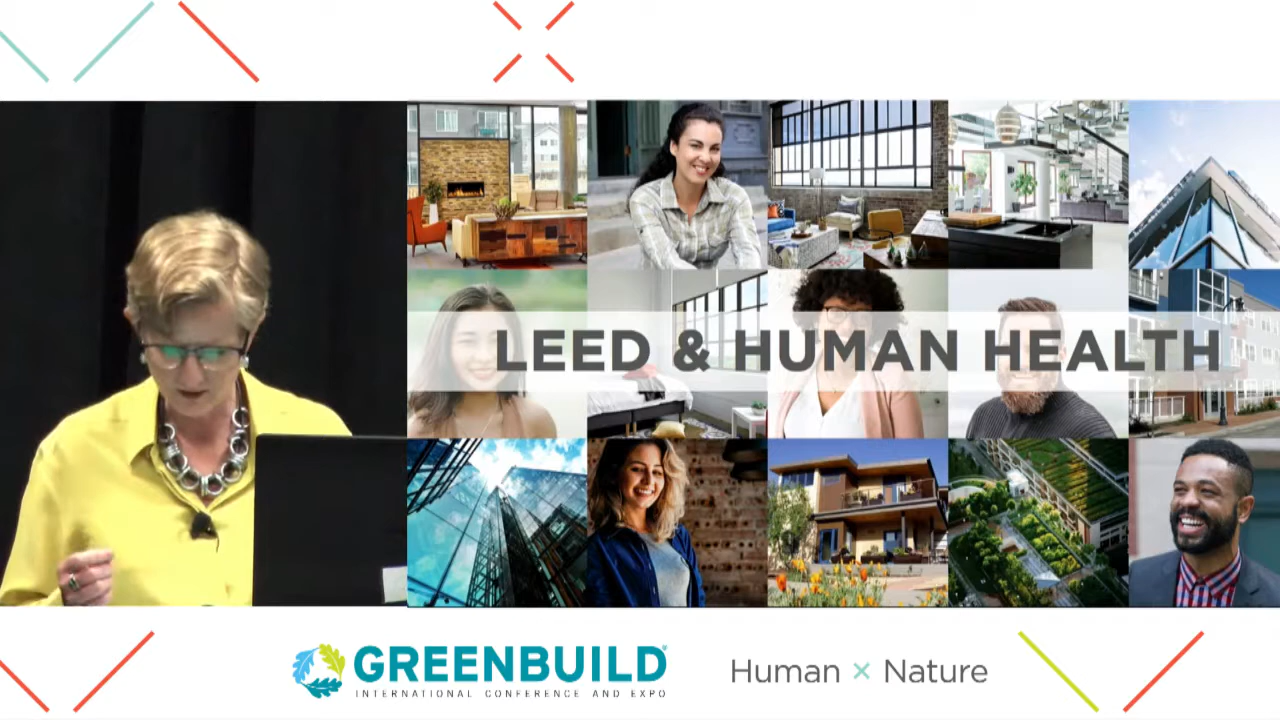 LEED & HUMAN HEALTH
GREENBUILD
INTERNATIONAL CONFERENCE AND EXPO
Human × Nature